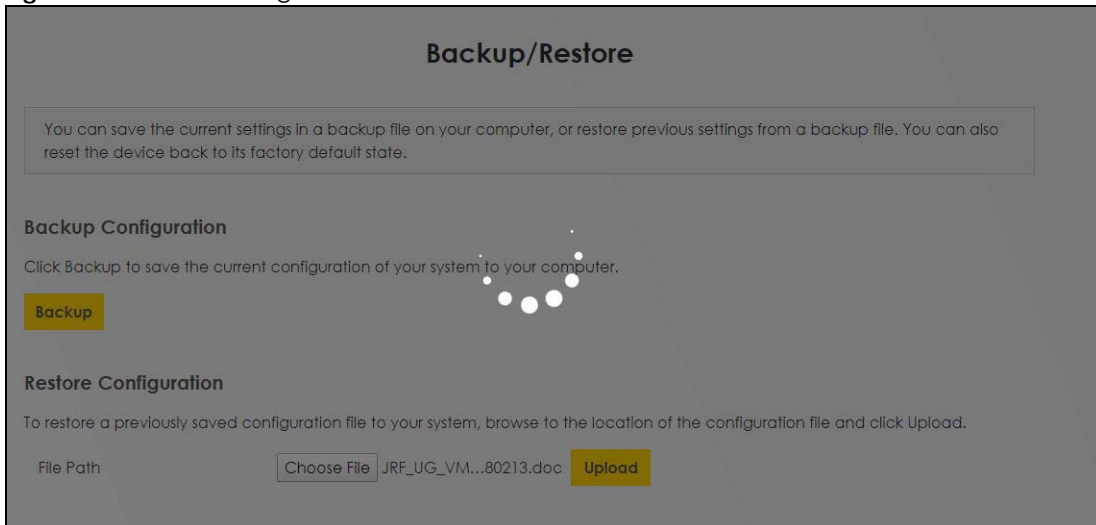 Backup/Restore
You can save the current settings in a backup file on your computer, or restore previous settings from a backup file. You can also
reset the device back to its factory default state.
Backup Configuration
Click Backup to save the current configuration of your system to your computer.
Backup
Restore Configuration
To restore a previously saved configuration file to your system, browse to the location of the configuration file and click Upload.
File Path Choose File JRF_UG_VM...80213.doc Upload